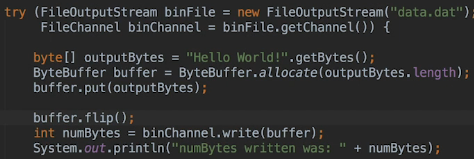 try (FileOutputStream binFile = new FileOutputStream("data.dat");
FileChannel binChannel = binFile.getChannel()) {
byte[] outputBytes = "Hello World!".getBytes();
ByteBuffer buffer = ByteBuffer.allocate(outputBytes.length);
buffer.put(outputBytes);
buffer.flip();
int numBytes = binChannel.write(buffer);
System.out.println("numBytes written was: " + numBytes);